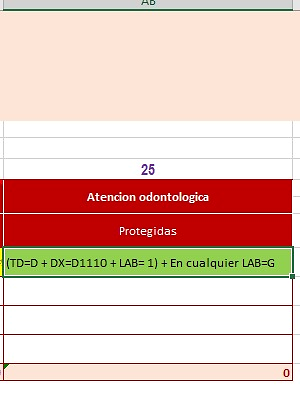 AB
25
Atencion odontologica
Protegidas
(TD=D + DX=D1110 + LAB= 1) + En cualquier LAB=G
0